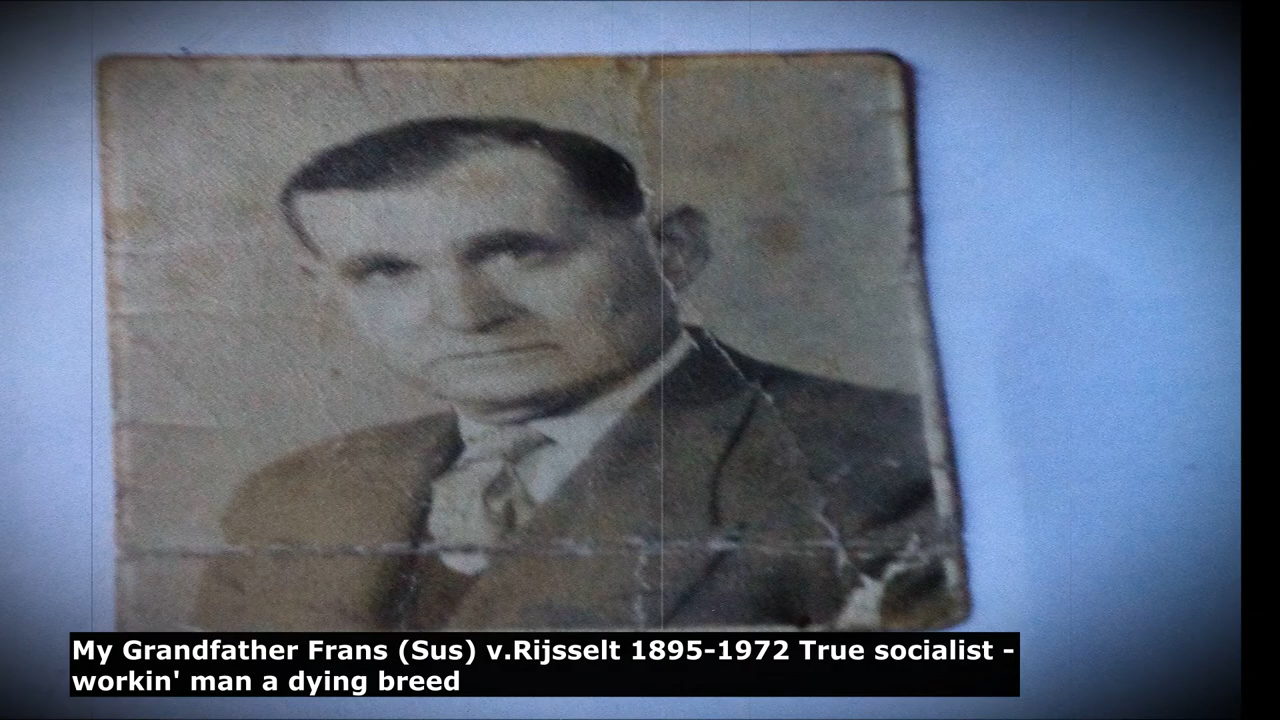 My Grandfather Frans (Sus) v.Rijsselt 1895-1972 True socialist -
workin' man a dying breed